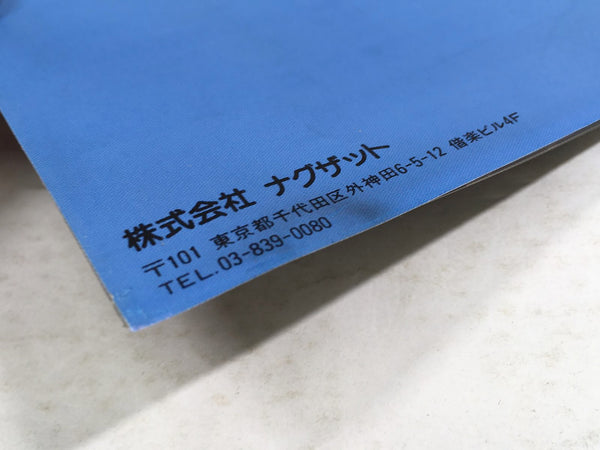 株式会社 ナグザット
〒101 東京都千代田区外神田6-5-12 偕楽ビル4F
TEL.03-839-0080